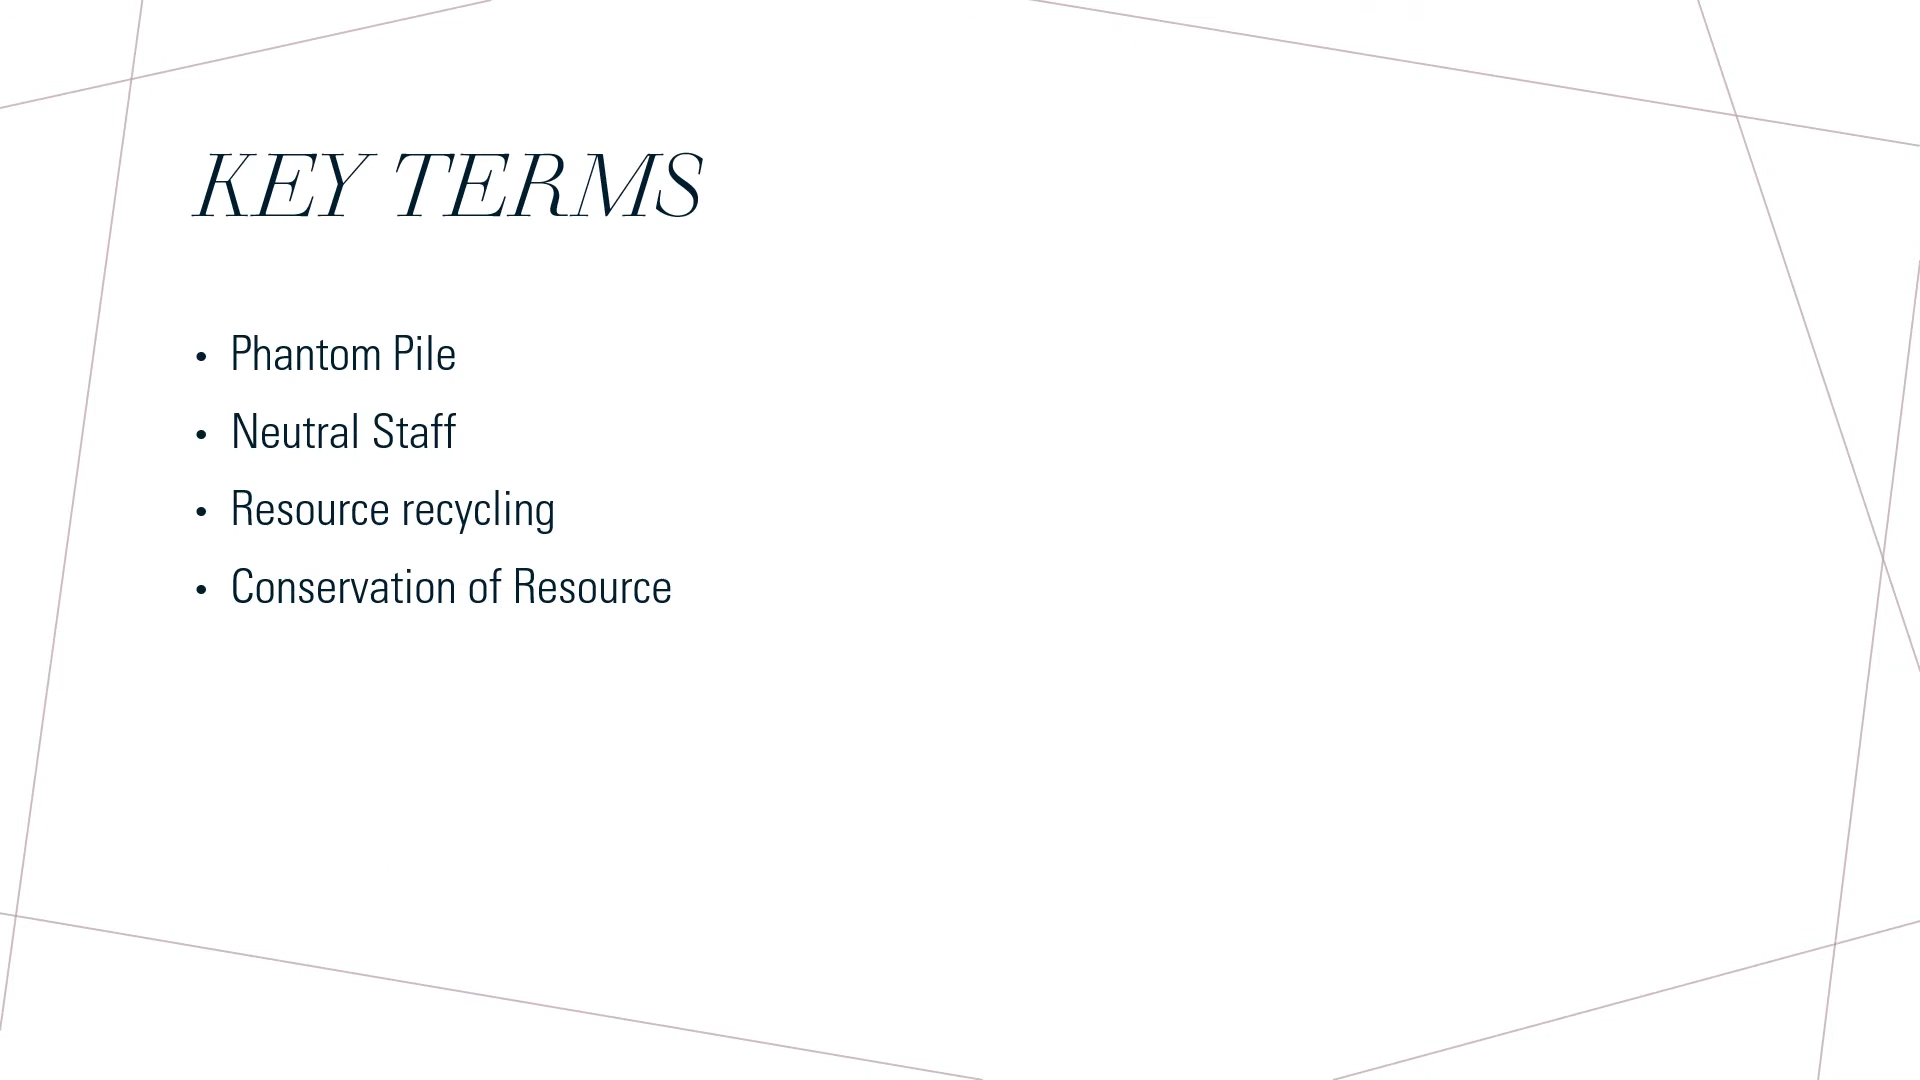 KEY TERMS
• Phantom Pile
• Neutral Staff
• Resource recycling
• Conservation of Resource